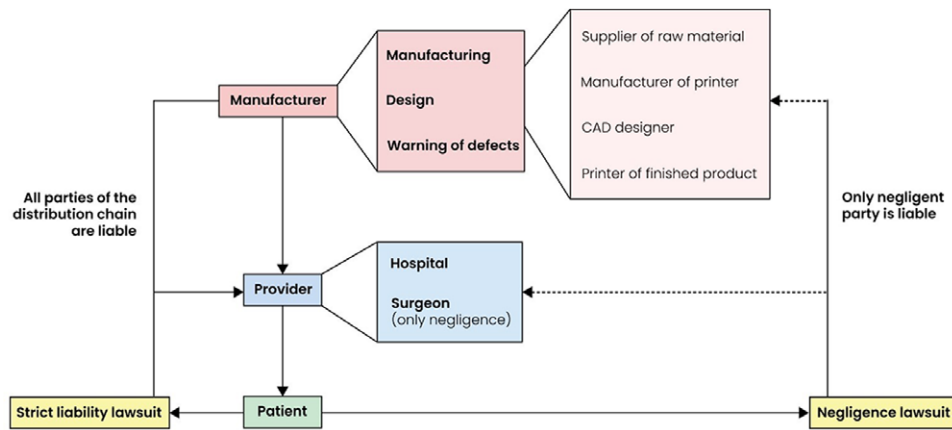 Supplier of raw material
Manufacturing
Manufacturer of printer
Manufacturer
Design
CAD designer
Warning of defects
Printer of finished product
All parties of the
distribution chain
are liable
Only negligent
party is liable
Hospital
Provider
Surgeon
(only negligence)
Strict liability lawsuit
Patient
Negligence lawsuit